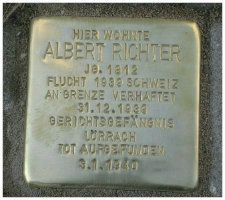 HIER WOHNTE
ALBERT RICHTER
JG. 1912
FLUCHT 1939 SCHWEIZ
AN GRENZE VERHAFTET
31.12.1939
GERICHTSGEFÄNGNIS
LÖRRACH
TOT AUFGEFUNDEN
3.1.1940